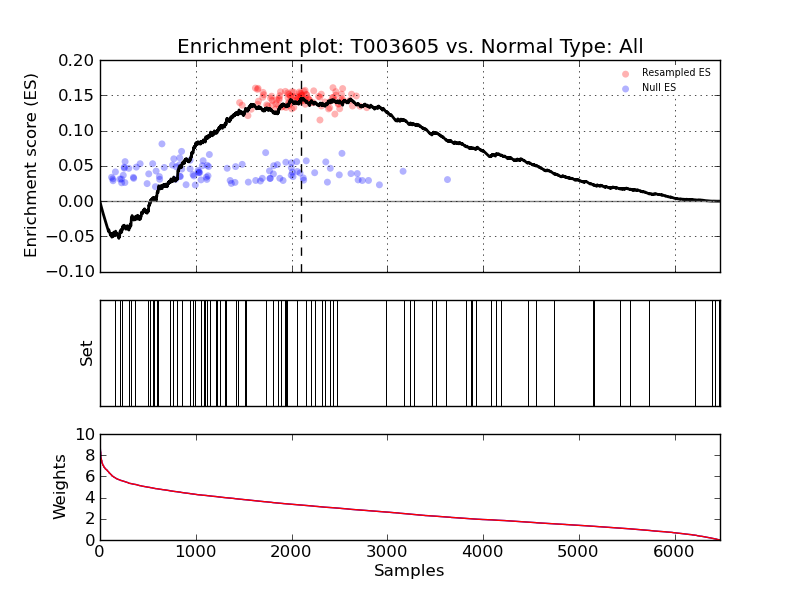 Enrichment plot: T003605 vs. Normal Type: All
Enrichment score (ES)
0.20
0.15
0.10
0.05
0.00
−0.05
−0.10
Resampled ES
Null ES
Set
Weights
10
8
6
4
2
0
0 1000 2000 3000 4000 5000 6000
Samples